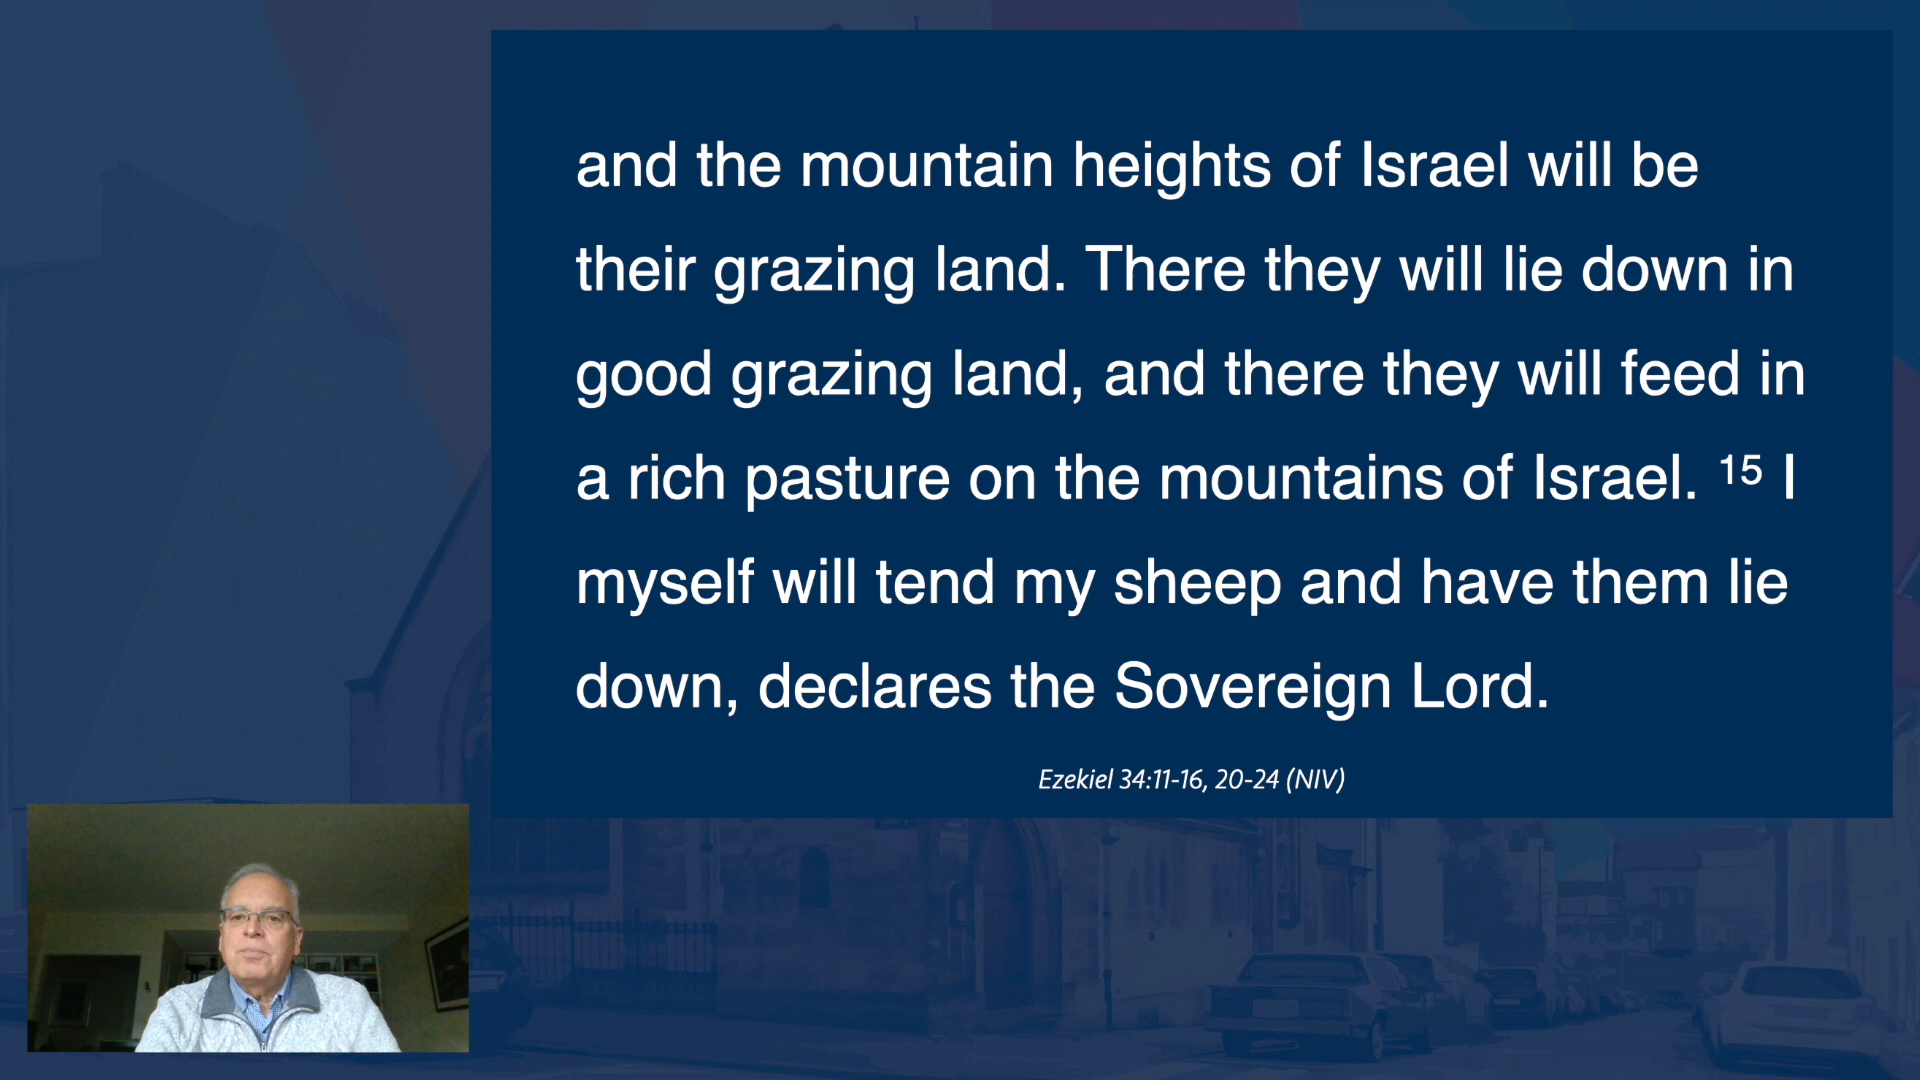 and the mountain heights of Israel will be
their grazing land. There they will lie down in
good grazing land, and there they will feed in
a rich pasture on the mountains of Israel. 15 I
myself will tend my sheep and have them lie
down, declares the Sovereign Lord.
Ezekiel 34:11-16, 20-24 (NIV)